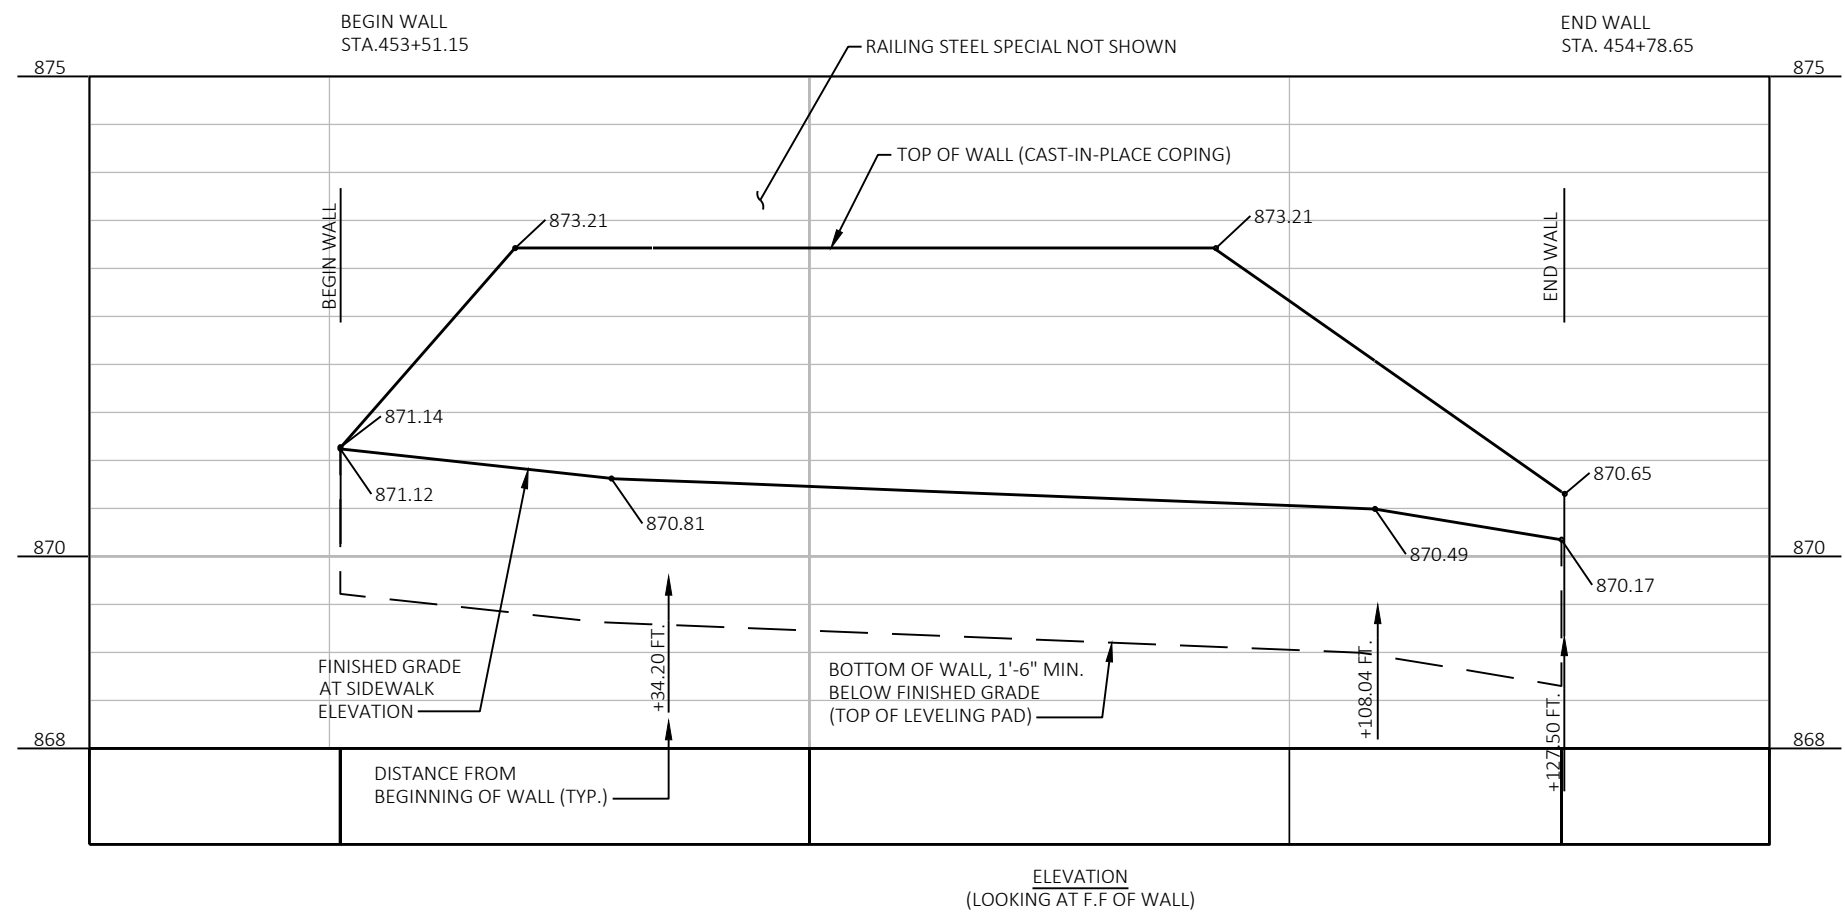 BEGIN WALL
STA.453+51.15
END WALL
STA. 454+78.65
RAILING STEEL SPECIAL NOT SHOWN
875
875
TOP OF WALL (CAST-IN-PLACE COPING)
BEGIN WALL
873.21
873.21
END WALL
871.14
871.12
870.81
870.65
870.49
870
870
870.17
FINISHED GRADE
AT SIDEWALK
ELEVATION
+34.20 FT.
BOTTOM OF WALL, 1'-6" MIN.
BELOW FINISHED GRADE
(TOP OF LEVELING PAD)
+108.04 FT.
+127.50 FT.
868
868
DISTANCE FROM
BEGINNING OF WALL (TYP.)
ELEVATION
(LOOKING AT F.F OF WALL)